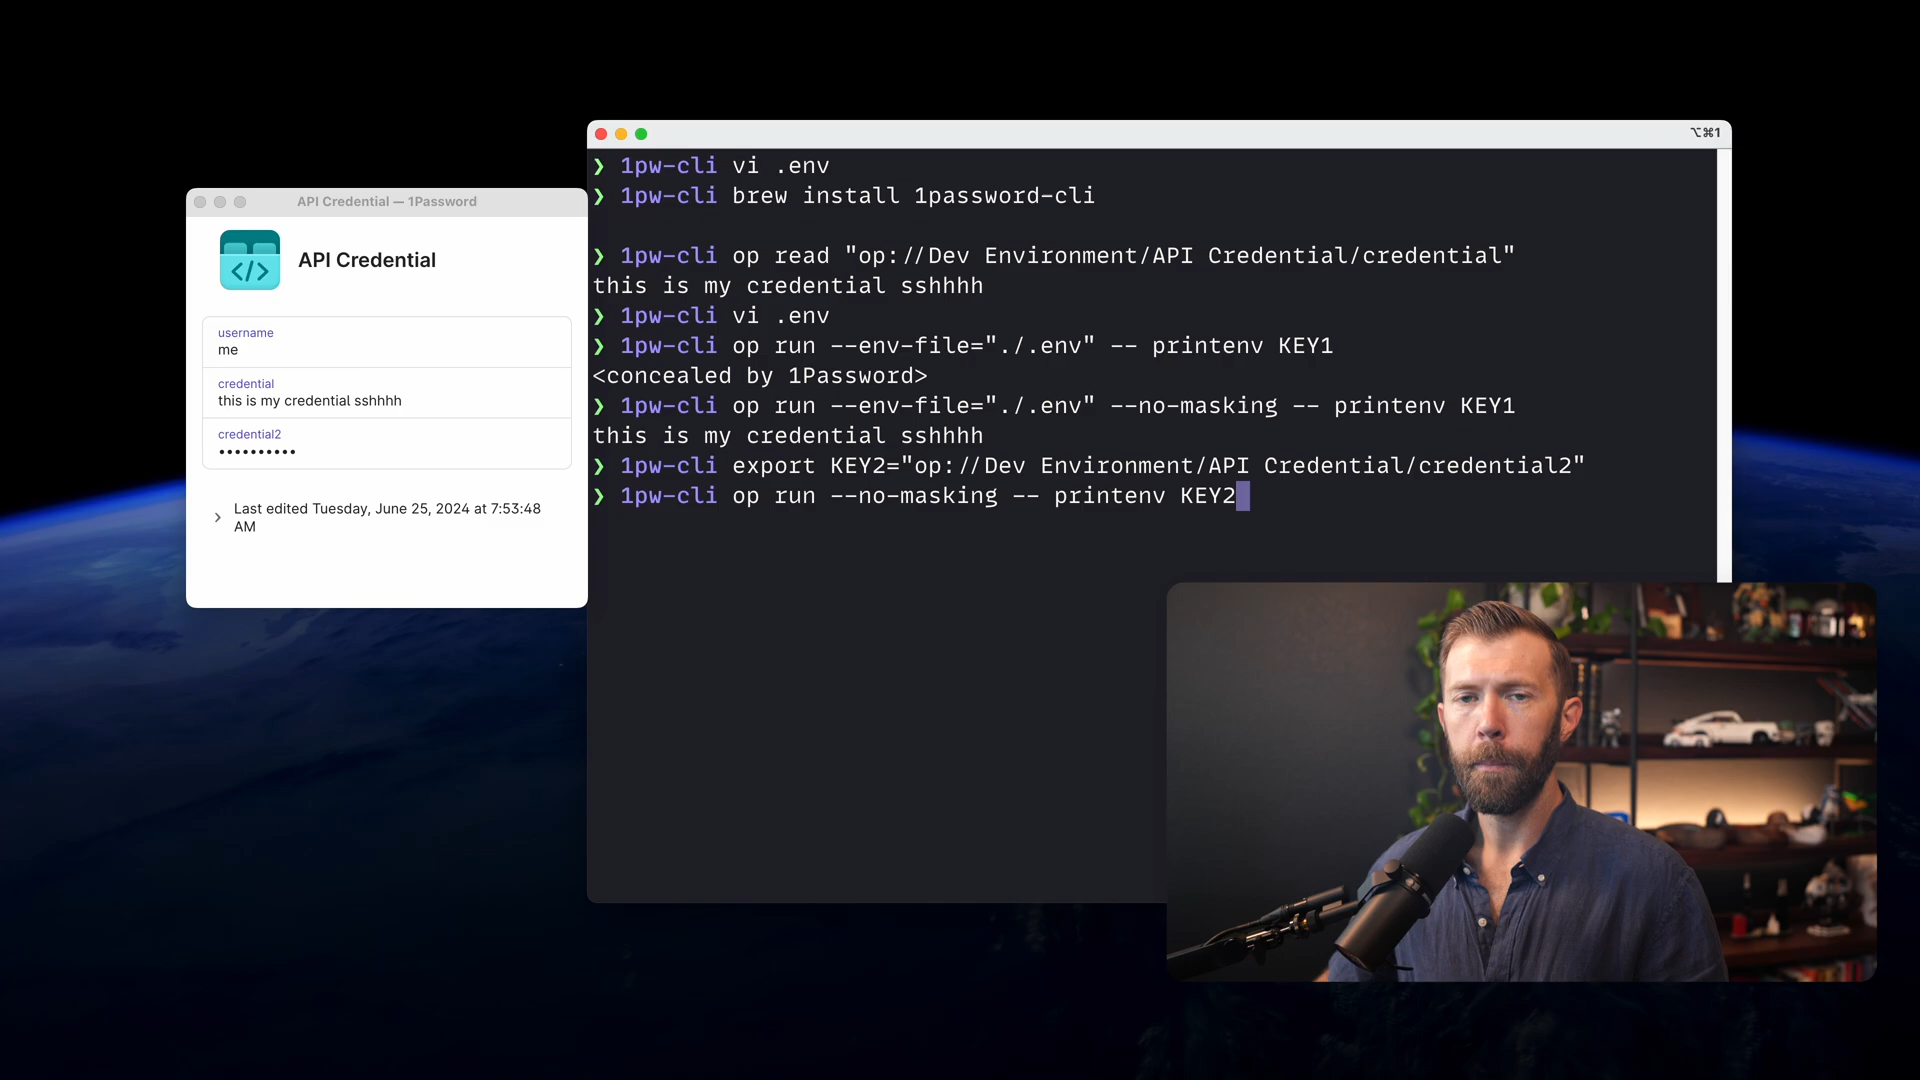 ⌥⌘1
❯ 1pw-cli vi .env
❯ 1pw-cli brew install 1password-cli
❯ 1pw-cli op read "op://Dev Environment/API Credential/credential"
this is my credential sshhhh
❯ 1pw-cli vi .env
❯ 1pw-cli op run --env-file="./.env" -- printenv KEY1
<concealed by 1Password>
❯ 1pw-cli op run --env-file="./.env" --no-masking -- printenv KEY1
this is my credential sshhhh
❯ 1pw-cli export KEY2="op://Dev Environment/API Credential/credential2"
❯ 1pw-cli op run --no-masking -- printenv KEY2
API Credential — 1Password
API Credential
username
me
credential
this is my credential sshhhh
credential2
••••••••••
Last edited Tuesday, June 25, 2024 at 7:53:48
AM